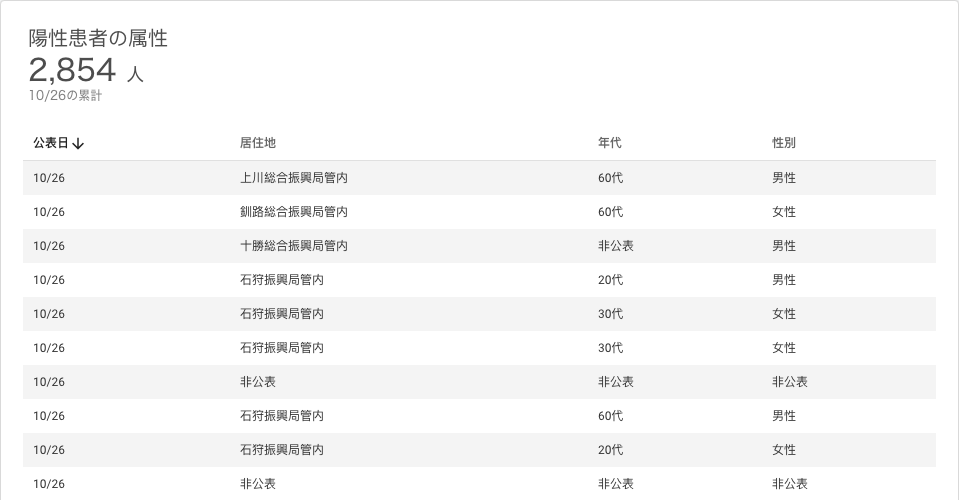 陽性患者の属性
2,854 人
10/26の累計
公表日↓ 居住地 年代 性別
10/26 上川総合振興局管内 60代 男性
10/26 釧路総合振興局管内 60代 女性
10/26 十勝総合振興局管内 非公表 男性
10/26 石狩振興局管内 20代 男性
10/26 石狩振興局管内 30代 女性
10/26 石狩振興局管内 30代 女性
10/26 非公表 非公表 非公表
10/26 石狩振興局管内 60代 男性
10/26 石狩振興局管内 20代 女性
10/26 非公表 非公表 非公表